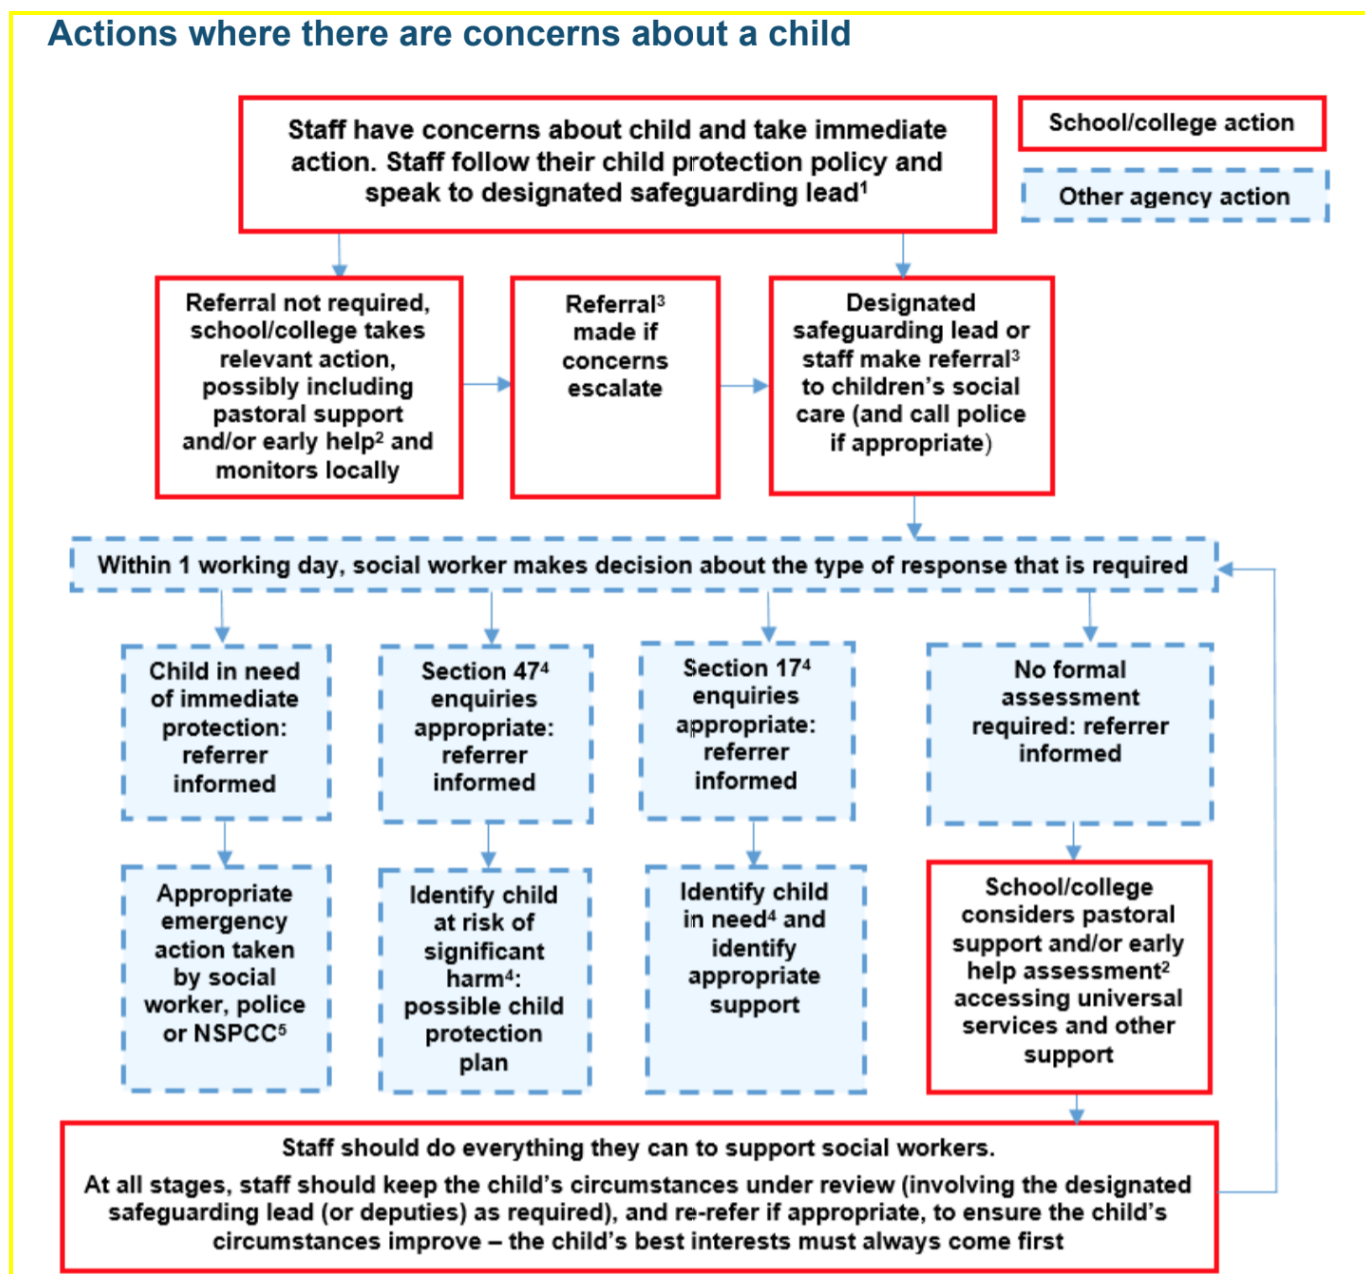 Actions where there are concerns about a child
Staff have concerns about child and take immediate
action. Staff follow their child protection policy and
speak to designated safeguarding lead¹
School/college action
Other agency action
Referral not required,
school/college takes
relevant action,
possibly including
pastoral support
and/or early help² and
monitors locally
Referral³
made if
concerns
escalate
Designated
safeguarding lead or
staff make referral³
to children’s social
care (and call police
if appropriate)
Within 1 working day, social worker makes decision about the type of response that is required
Child in need
of immediate
protection:
referrer
informed
Section 47⁴
enquiries
appropriate:
referrer
informed
Section 17⁴
enquiries
appropriate:
referrer
informed
No formal
assessment
required: referrer
informed
Appropriate
emergency
action taken
by social
worker, police
or NSPCC⁵
Identify child
at risk of
significant
harm⁴:
possible child
protection
plan
Identify child
in need⁴ and
identify
appropriate
support
School/college
considers pastoral
support and/or early
help assessment²
accessing universal
services and other
support
Staff should do everything they can to support social workers.
At all stages, staff should keep the child’s circumstances under review (involving the designated
safeguarding lead (or deputies) as required), and re-refer if appropriate, to ensure the child’s
circumstances improve – the child’s best interests must always come first